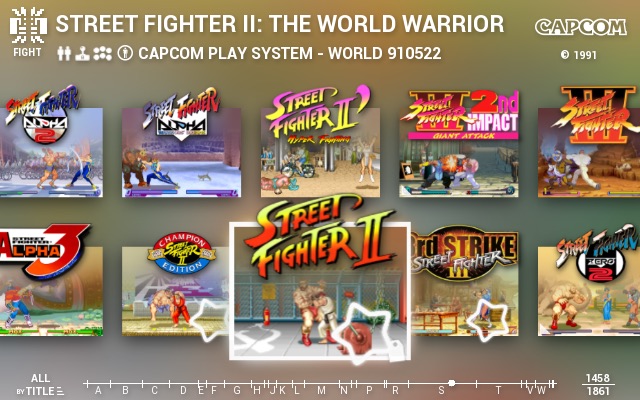 STREET FIGHTER II: THE WORLD WARRIOR
CAPCOM
FIGHT
CAPCOM PLAY SYSTEM - WORLD 910522
© 1991
STREET FIGHTER
ALPHA
2
STREET FIGHTER
ALPHA
STREET
FIGHTER II
HYPER FIGHTING
STREET FIGHTER
III
2nd
IMPACT
GIANT ATTACK
STREET FIGHTER
III
STREET FIGHTER
ALPHA
3
CHAMPION
STREET FIGHTER
II
EDITION
STREET
FIGHTER II
3rd STRIKE
STREET FIGHTER
III
STREET FIGHTER
ZERO
2
ALL
BY TITLE
A B C D E F G H I J K L M N P R S T V W
1458
1861